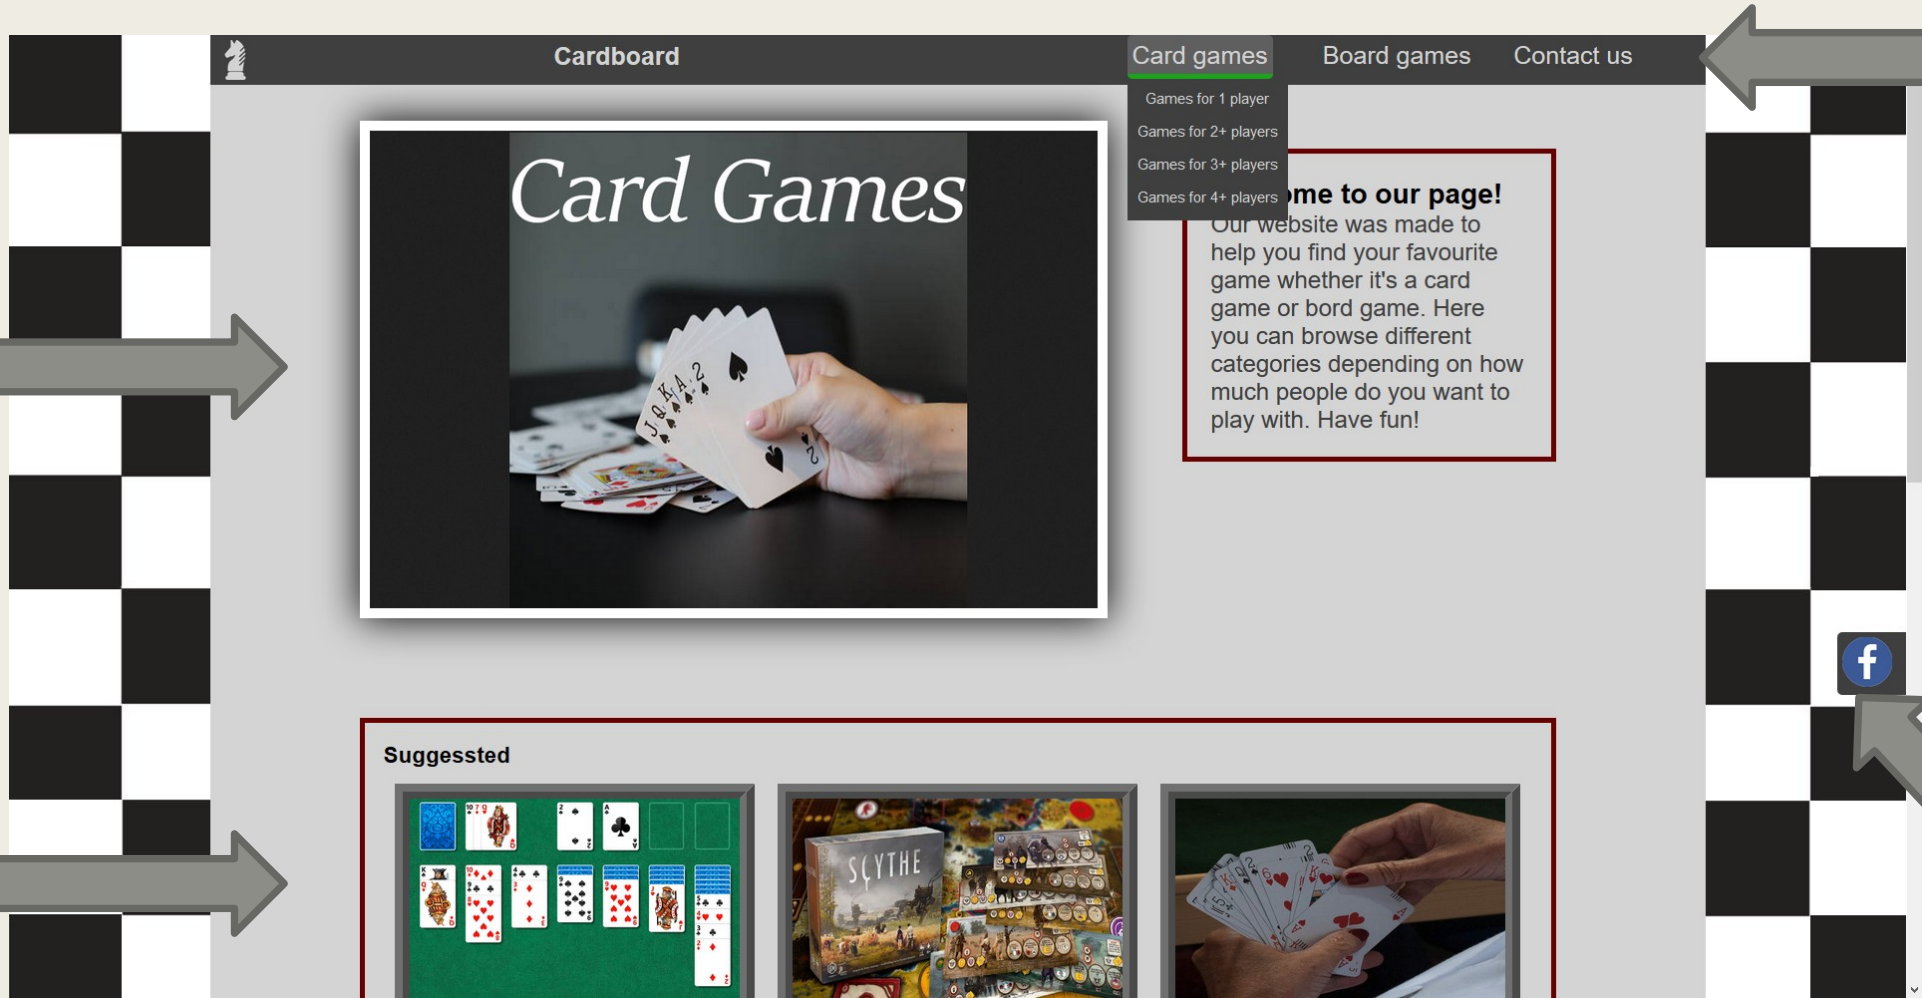 Cardboard
Card games
Board games
Contact us
Games for 1 player
Games for 2+ players
Games for 3+ players
Games for 4+ players
Card Games
ome to our page!
Our website was made to
help you find your favourite
game whether it's a card
game or bord game. Here
you can browse different
categories depending on how
much people do you want to
play with. Have fun!
J Q K A 2
2
f
Suggessted
SCYTHE